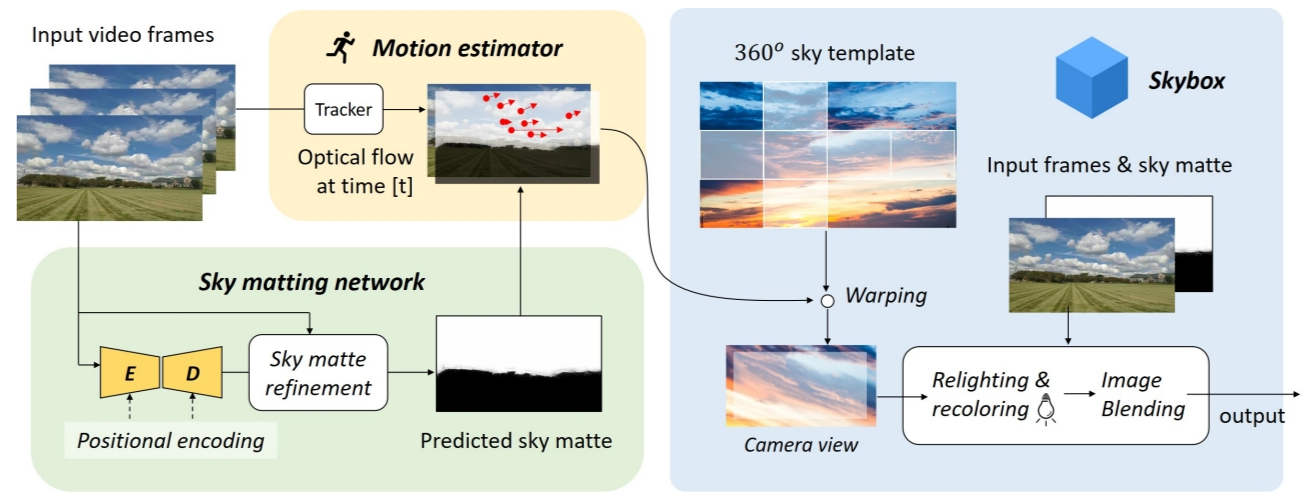 Input video frames
Motion estimator
Tracker
Optical flow
at time [t]
Sky matting network
E
D
Sky matte
refinement
Positional encoding
Predicted sky matte
360° sky template
Skybox
Input frames & sky matte
Warping
Camera view
Relighting &
recoloring
Image
Blending
output